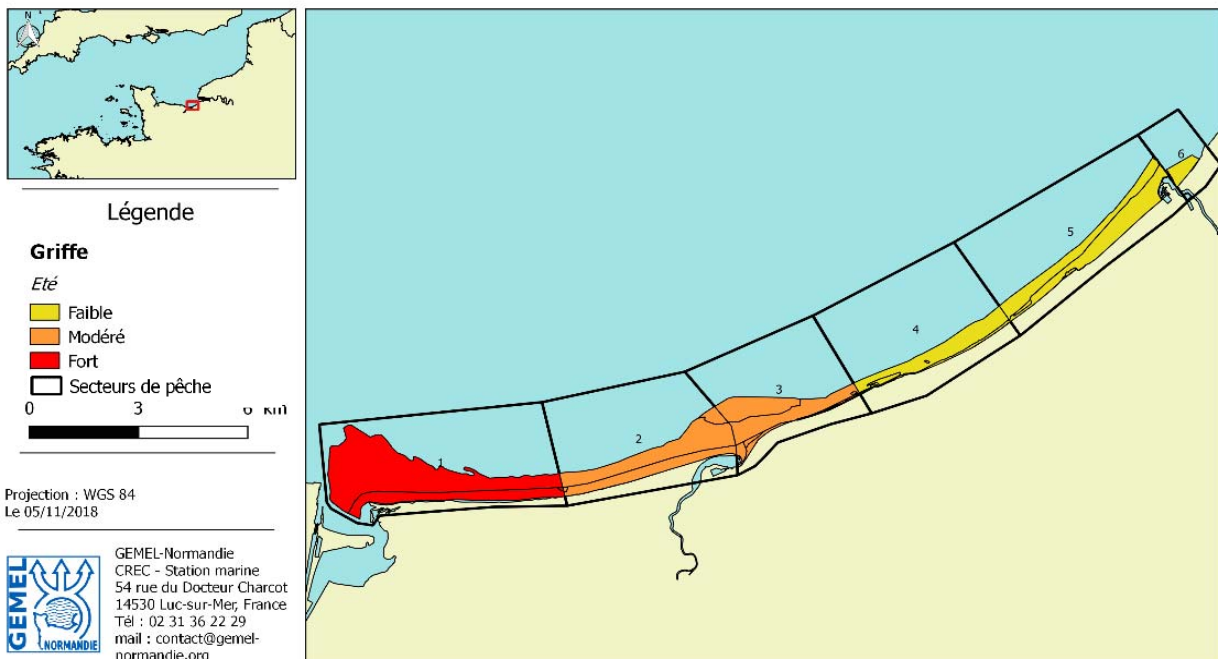 N
Légende
Griffe
Eté
Faible
Modéré
Fort
Secteurs de pêche
0 3 6 km
Projection : WGS 84
Le 05/11/2018
GEMEL
NORMANDIE
GEMEL-Normandie
CREC - Station marine
54 rue du Docteur Charcot
14530 Luc-sur-Mer, France
Tél : 02 31 36 22 29
mail : contact@gemel-
normandie.org
1
2
3
4
5
6